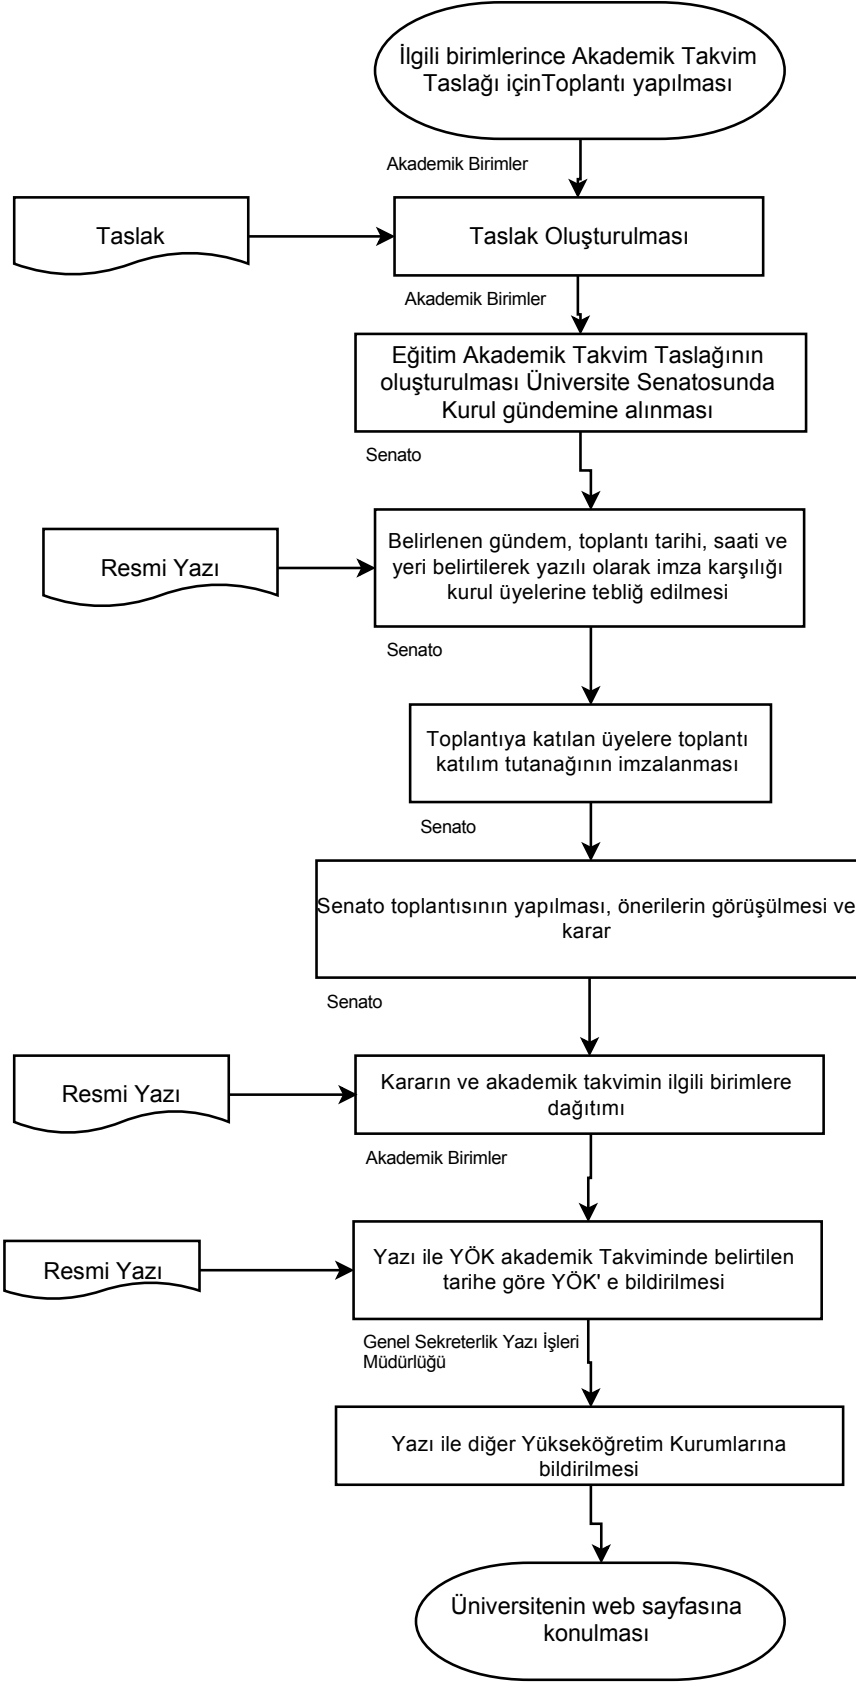 İlgili birimlerince Akademik Takvim
Taslağı içinToplantı yapılması
Akademik Birimler
Taslak
Taslak Oluşturulması
Akademik Birimler
Eğitim Akademik Takvim Taslağının
oluşturulması Üniversite Senatosunda
Kurul gündemine alınması
Senato
Resmi Yazı
Belirlenen gündem, toplantı tarihi, saati ve
yeri belirtilerek yazılı olarak imza karşılığı
kurul üyelerine tebliğ edilmesi
Senato
Toplantıya katılan üyelere toplantı
katılım tutanağının imzalanması
Senato
Senato toplantısının yapılması, önerilerin görüşülmesi ve
karar
Senato
Resmi Yazı
Kararın ve akademik takvimin ilgili birimlere
dağıtımı
Akademik Birimler
Resmi Yazı
Yazı ile YÖK akademik Takviminde belirtilen
tarihe göre YÖK' e bildirilmesi
Genel Sekreterlik Yazı İşleri
Müdürlüğü
Yazı ile diğer Yükseköğretim Kurumlarına
bildirilmesi
Üniversitenin web sayfasına
konulması